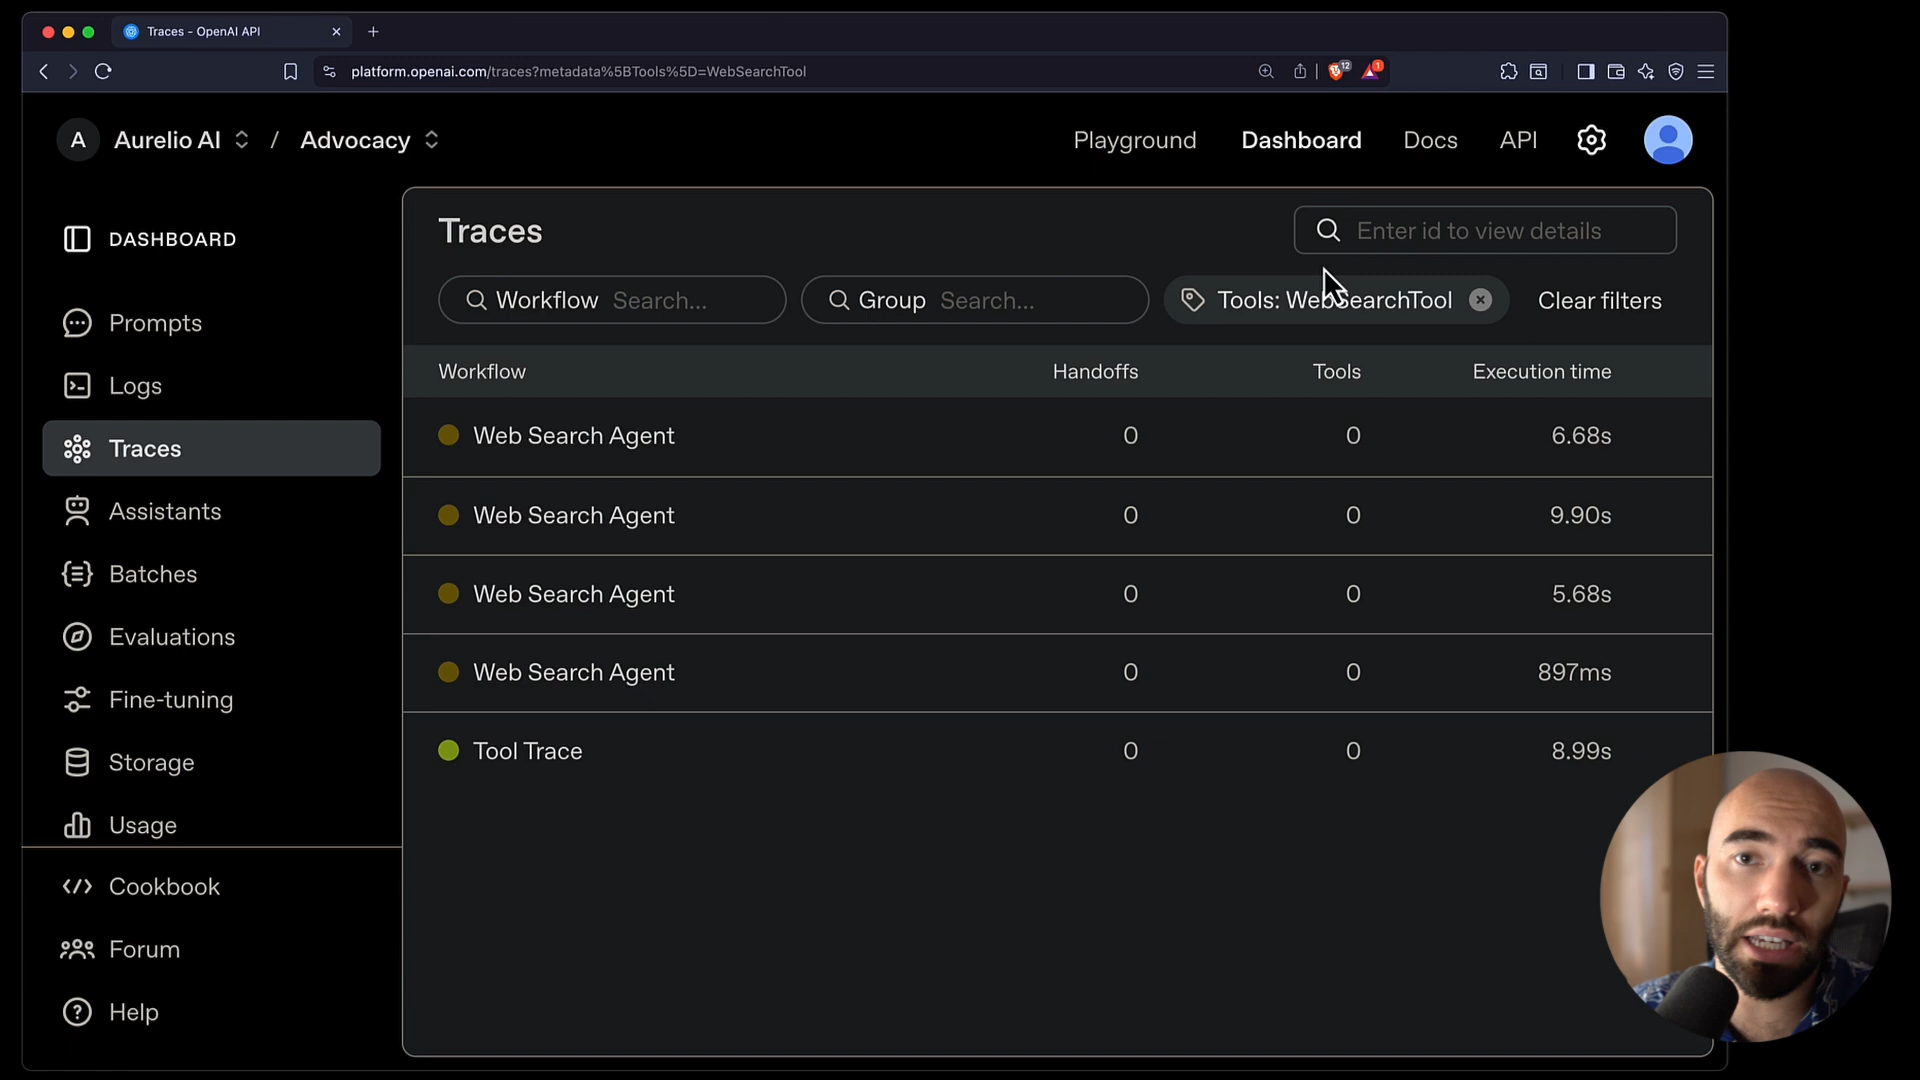 Traces - OpenAI API
platform.openai.com/traces?metadata%5BTools%5D=WebSearchTool
12
1
A Aurelio AI / Advocacy
Playground Dashboard Docs API
DASHBOARD
Prompts
Logs
Traces
Assistants
Batches
Evaluations
Fine-tuning
Storage
Usage
Cookbook
Forum
Help
Traces
Enter id to view details
Workflow Search... Group Search... Tools: WebSearchTool Clear filters
Workflow Handoffs Tools Execution time
Web Search Agent 0 0 6.68s
Web Search Agent 0 0 9.90s
Web Search Agent 0 0 5.68s
Web Search Agent 0 0 897ms
Tool Trace 0 0 8.99s